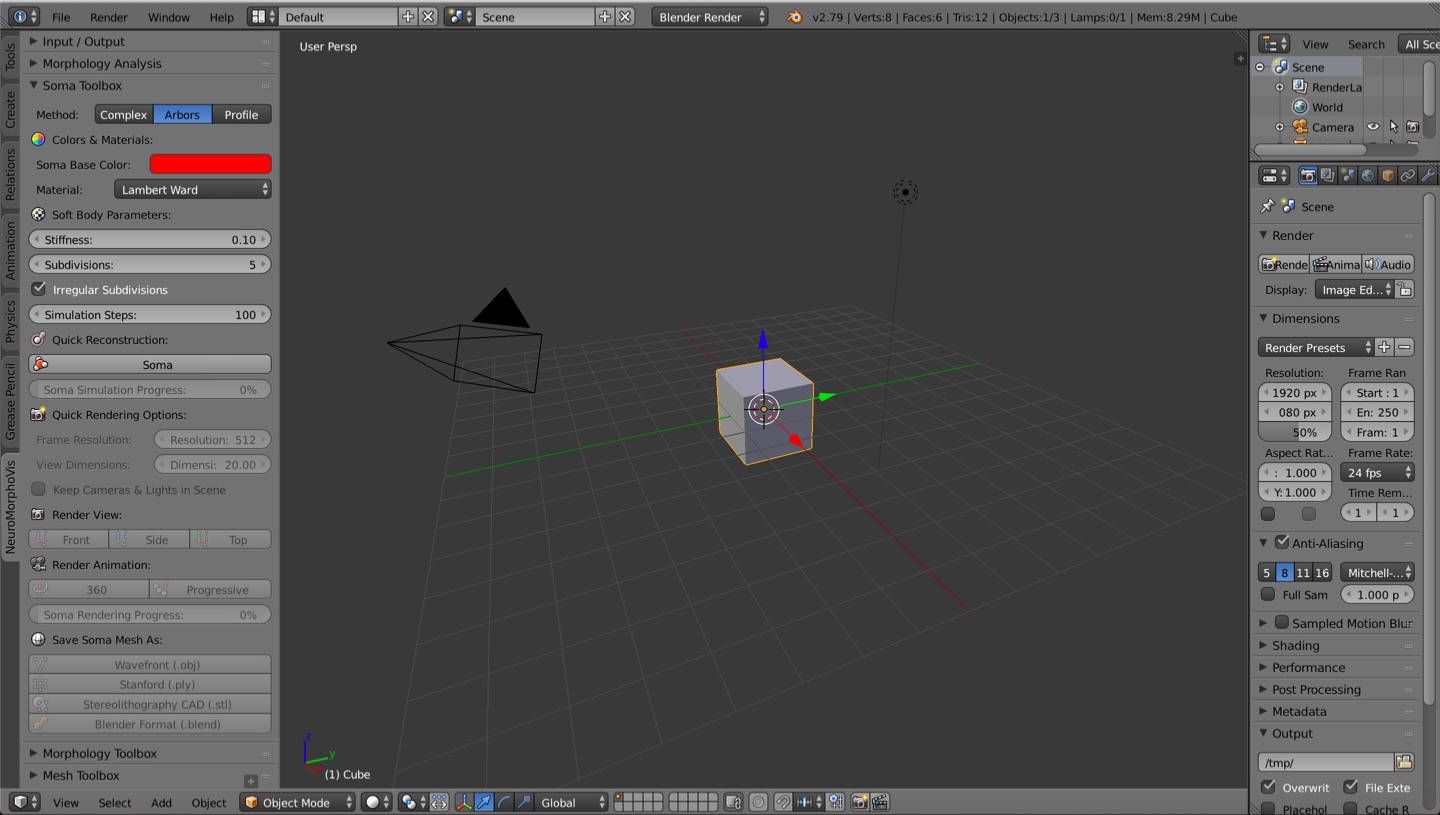 File Render Window Help Default Scene Blender Render v2.79 | Verts:8 | Faces:6 | Tris:12 | Objects:1/3 | Lamps:0/1 | Mem:8.29M | Cube
Tools
Create
Relations
Animation
Physics
Grease Pencil
NeuroMorphoVis
Input / Output
Morphology Analysis
Soma Toolbox
Method: Complex Arbors Profile
Colors & Materials:
Soma Base Color:
Material: Lambert Ward
Soft Body Parameters:
Stiffness: 0.10
Subdivisions: 5
Irregular Subdivisions
Simulation Steps: 100
Quick Reconstruction:
Soma
Soma Simulation Progress: 0%
Quick Rendering Options:
Frame Resolution: Resolution: 512
View Dimensions: Dimensi: 20.00
Keep Cameras & Lights in Scene
Render View:
Front Side Top
Render Animation:
360 Progressive
Soma Rendering Progress: 0%
Save Soma Mesh As:
Wavefront (.obj)
Stanford (.ply)
Stereolithography CAD (.stl)
Blender Format (.blend)
Morphology Toolbox
Mesh Toolbox
User Persp
z
y
(1) Cube
View Select Add Object Object Mode Global
View Search All Sce
Scene
RenderLa
World
Camera
Scene
Render
Rende Anima Audio
Display: Image Ed...
Dimensions
Render Presets
Resolution: Frame Ran
1920 px Start : 1
080 px En: 250
50% Fram: 1
Aspect Rat... Frame Rate:
: 1.000 24 fps
Y: 1.000 Time Rem...
1 1
Anti-Aliasing
5 8 11 16 Mitchell-...
Full Sam 1.000 p
Sampled Motion Blur
Shading
Performance
Post Processing
Metadata
Output
/tmp/
Overwrit File Exte
Placehol Cache R